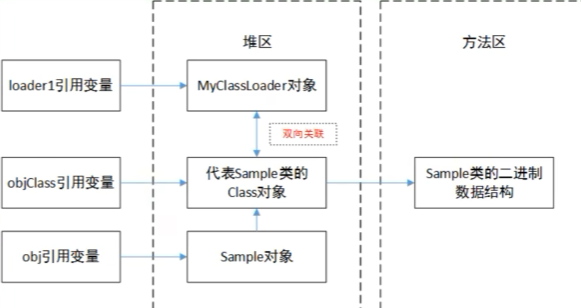 堆区
方法区
loader1引用变量
MyClassLoader对象
双向关联
objClass引用变量
代表Sample类的
Class对象
Sample类的二进制
数据结构
obj引用变量
Sample对象